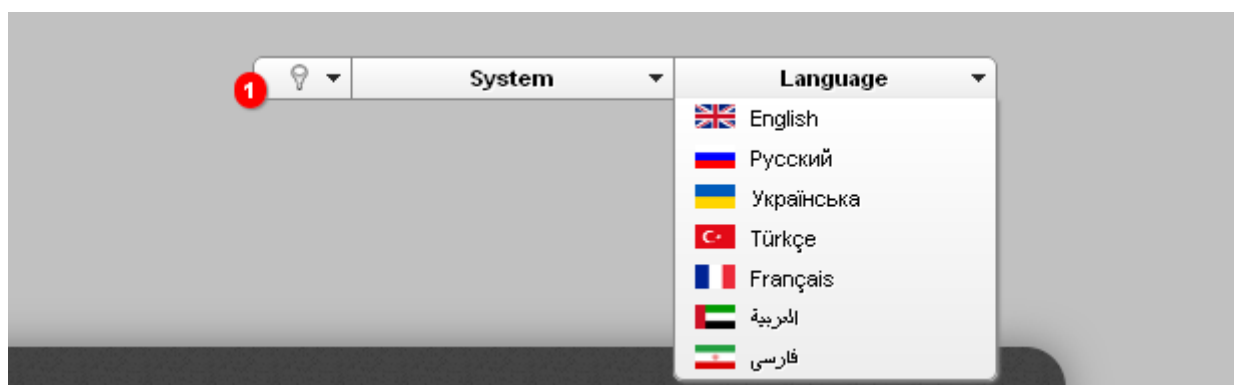 1 System Language
English
Русский
Українська
Türkçe
Français
العربية
فارسی